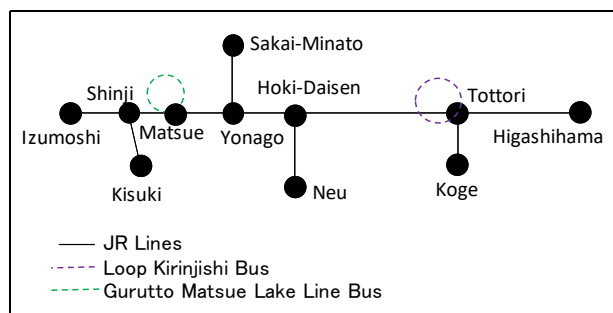 Sakai-Minato
Shinji
Hoki-Daisen
Tottori
Izumoshi
Matsue
Yonago
Higashihama
Kisuki
Neu
Koge
JR Lines
Loop Kirinjishi Bus
Gurutto Matsue Lake Line Bus